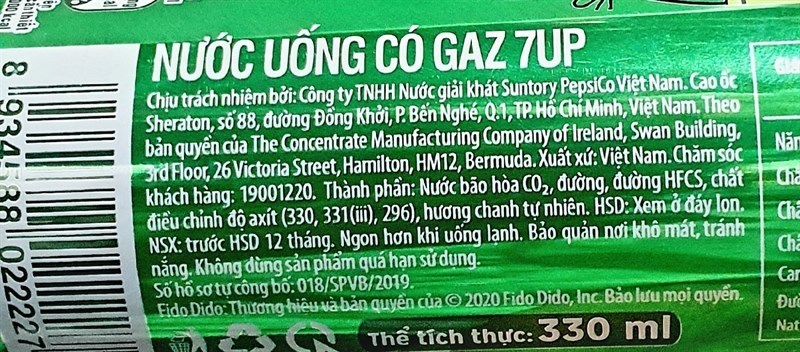 NƯỚC UỐNG CÓ GAZ 7UP
Chịu trách nhiệm bởi: Công ty TNHH Nước giải khát Suntory PepsiCo Việt Nam. Cao ốc
Sheraton, số 88, đường Đồng Khởi, P. Bến Nghé, Q.1, TP. Hồ Chí Minh, Việt Nam. Theo
bản quyền của The Concentrate Manufacturing Company of Ireland, Swan Building,
3rd Floor, 26 Victoria Street, Hamilton, HM12, Bermuda. Xuất xứ: Việt Nam. Chăm sóc
khách hàng: 19001220. Thành phần: Nước bão hòa CO₂, đường, đường HFCS, chất
điều chỉnh độ axít (330, 331(iii), 296), hương chanh tự nhiên. HSD: Xem ở đáy lon.
NSX: trước HSD 12 tháng. Ngon hơn khi uống lạnh. Bảo quản nơi khô mát, tránh
nắng. Không dùng sản phẩm quá hạn sử dụng.
Số hồ sơ tự công bố: 018/SPVB/2019.
Fido Dido: Thương hiệu và bản quyền của © 2020 Fido Dido, Inc. Bảo lưu mọi quyền.
Thể tích thực: 330 ml
8 934588 022227